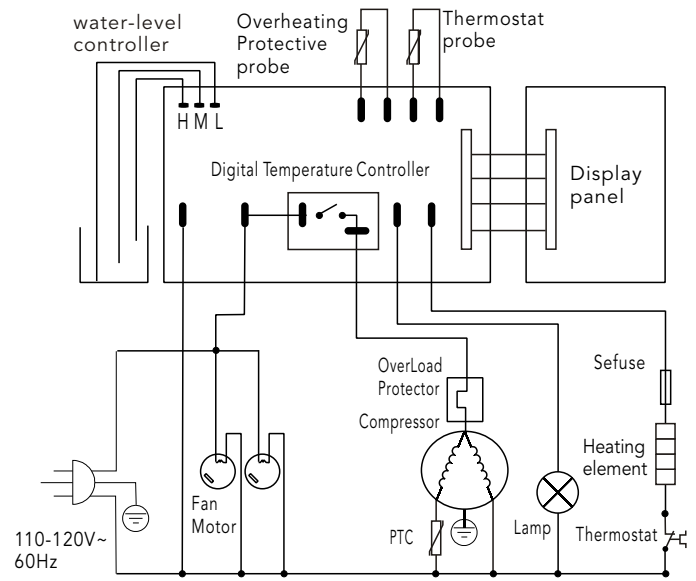 water-level
controller
Overheating
Protective
probe
Thermostat
probe
H M L
Digital Temperature Controller
Display
panel
OverLoad
Protector
Compressor
Sefuse
Heating
element
Fan
Motor
PTC
Lamp
Thermostat
110-120V~
60Hz